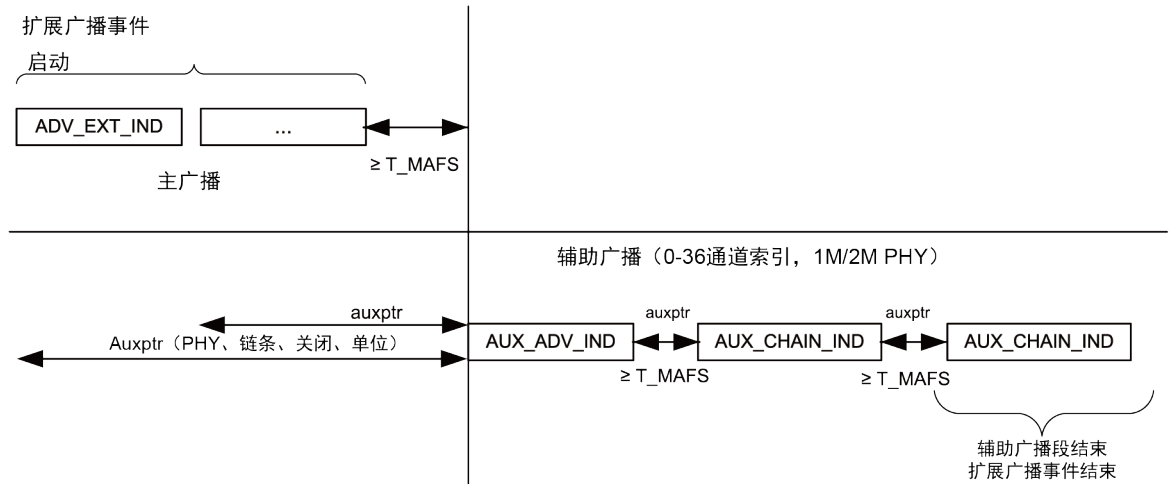 扩展广播事件
启动
ADV_EXT_IND
...
≥ T_MAFS
主广播
辅助广播（0-36通道索引，1M/2M PHY）
auxptr
Auxptr（PHY、链条、关闭、单位）
AUX_ADV_IND
auxptr
≥ T_MAFS
AUX_CHAIN_IND
auxptr
≥ T_MAFS
AUX_CHAIN_IND
辅助广播段结束
扩展广播事件结束